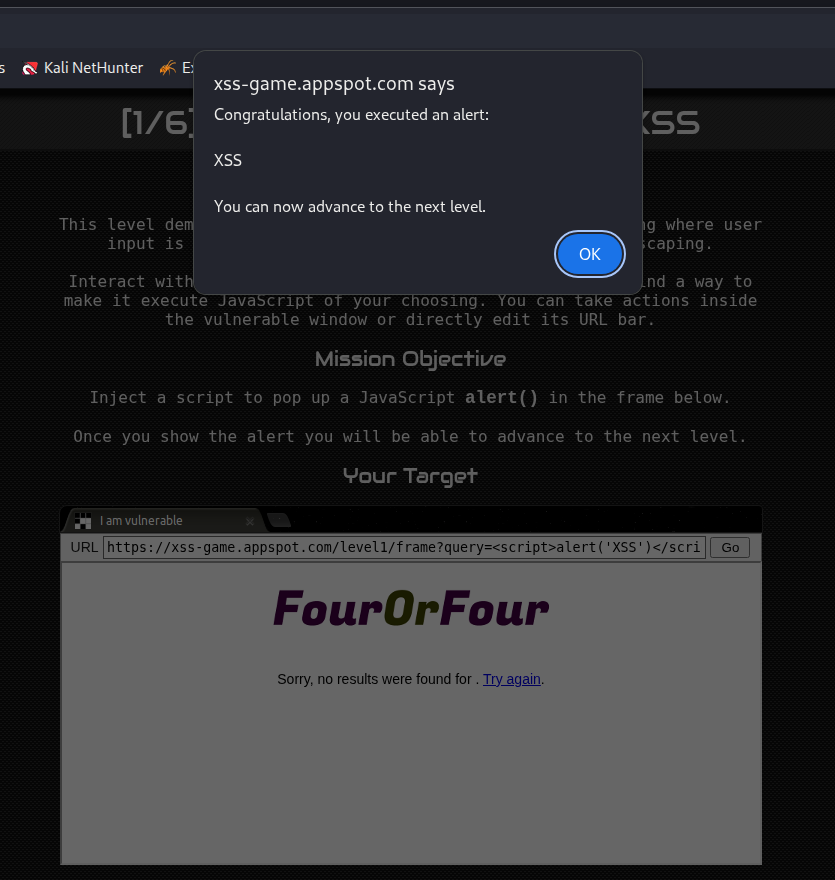 s Kali NetHunter Ex
xss-game.appspot.com says
Congratulations, you executed an alert:
XSS
You can now advance to the next level.
OK
[1/6] XSS
This level dem ng where user
input is scaping.
Interact with ind a way to
make it execute JavaScript of your choosing. You can take actions inside
the vulnerable window or directly edit its URL bar.
Mission Objective
Inject a script to pop up a JavaScript alert() in the frame below.
Once you show the alert you will be able to advance to the next level.
Your Target
I am vulnerable
URL https://xss-game.appspot.com/level1/frame?query=<script>alert('XSS')</scri Go
FourOrFour
Sorry, no results were found for . Try again.